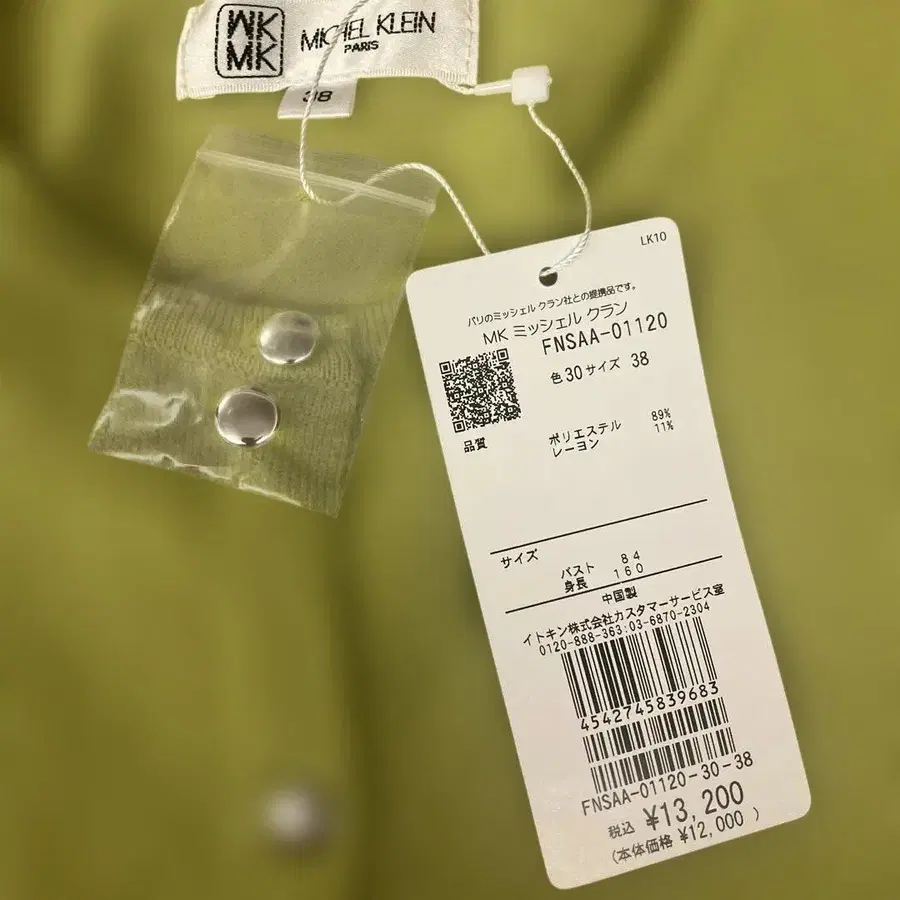 MK
MK
MICHEL KLEIN
PARIS
38
LK10
パリのミッシェル クラン社との提携品です。
MK ミッシェル クラン
FNSAA-01120
色30サイズ 38
品質
ポリエステル 89%
レーヨン 11%
サイズ
バスト 84
身長 160
中国製
イトキン株式会社カスタマーサービス室
0120-888-363:03-6870-2304
4542745839683
FNSAA-01120-30-38
税込 ¥13,200
(本体価格 ¥12,000 )